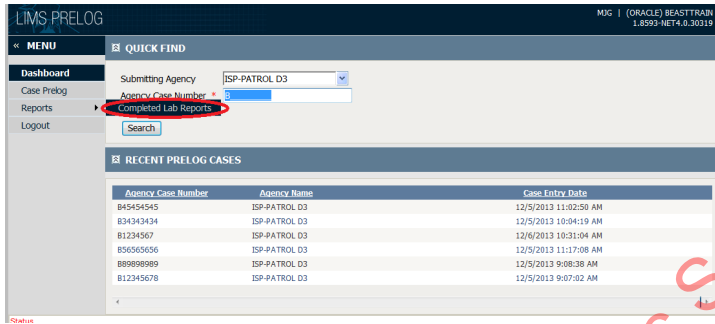 LIMS PRELOG
MJG | (ORACLE) BEASTTRAIN
1.8593-NET4.0.30319
« MENU
QUICK FIND
Dashboard
Case Prelog
Reports
Logout
Submitting Agency ISP-PATROL D3
Agency Case Number * B
Completed Lab Reports
Search
RECENT PRELOG CASES
Agency Case Number Agency Name Case Entry Date
B45454545 ISP-PATROL D3 12/5/2013 11:02:50 AM
B34343434 ISP-PATROL D3 12/5/2013 10:04:19 AM
B1234567 ISP-PATROL D3 12/6/2013 10:31:04 AM
B56565656 ISP-PATROL D3 12/5/2013 11:17:08 AM
B89898989 ISP-PATROL D3 12/5/2013 9:08:38 AM
B12345678 ISP-PATROL D3 12/5/2013 9:07:02 AM
Status